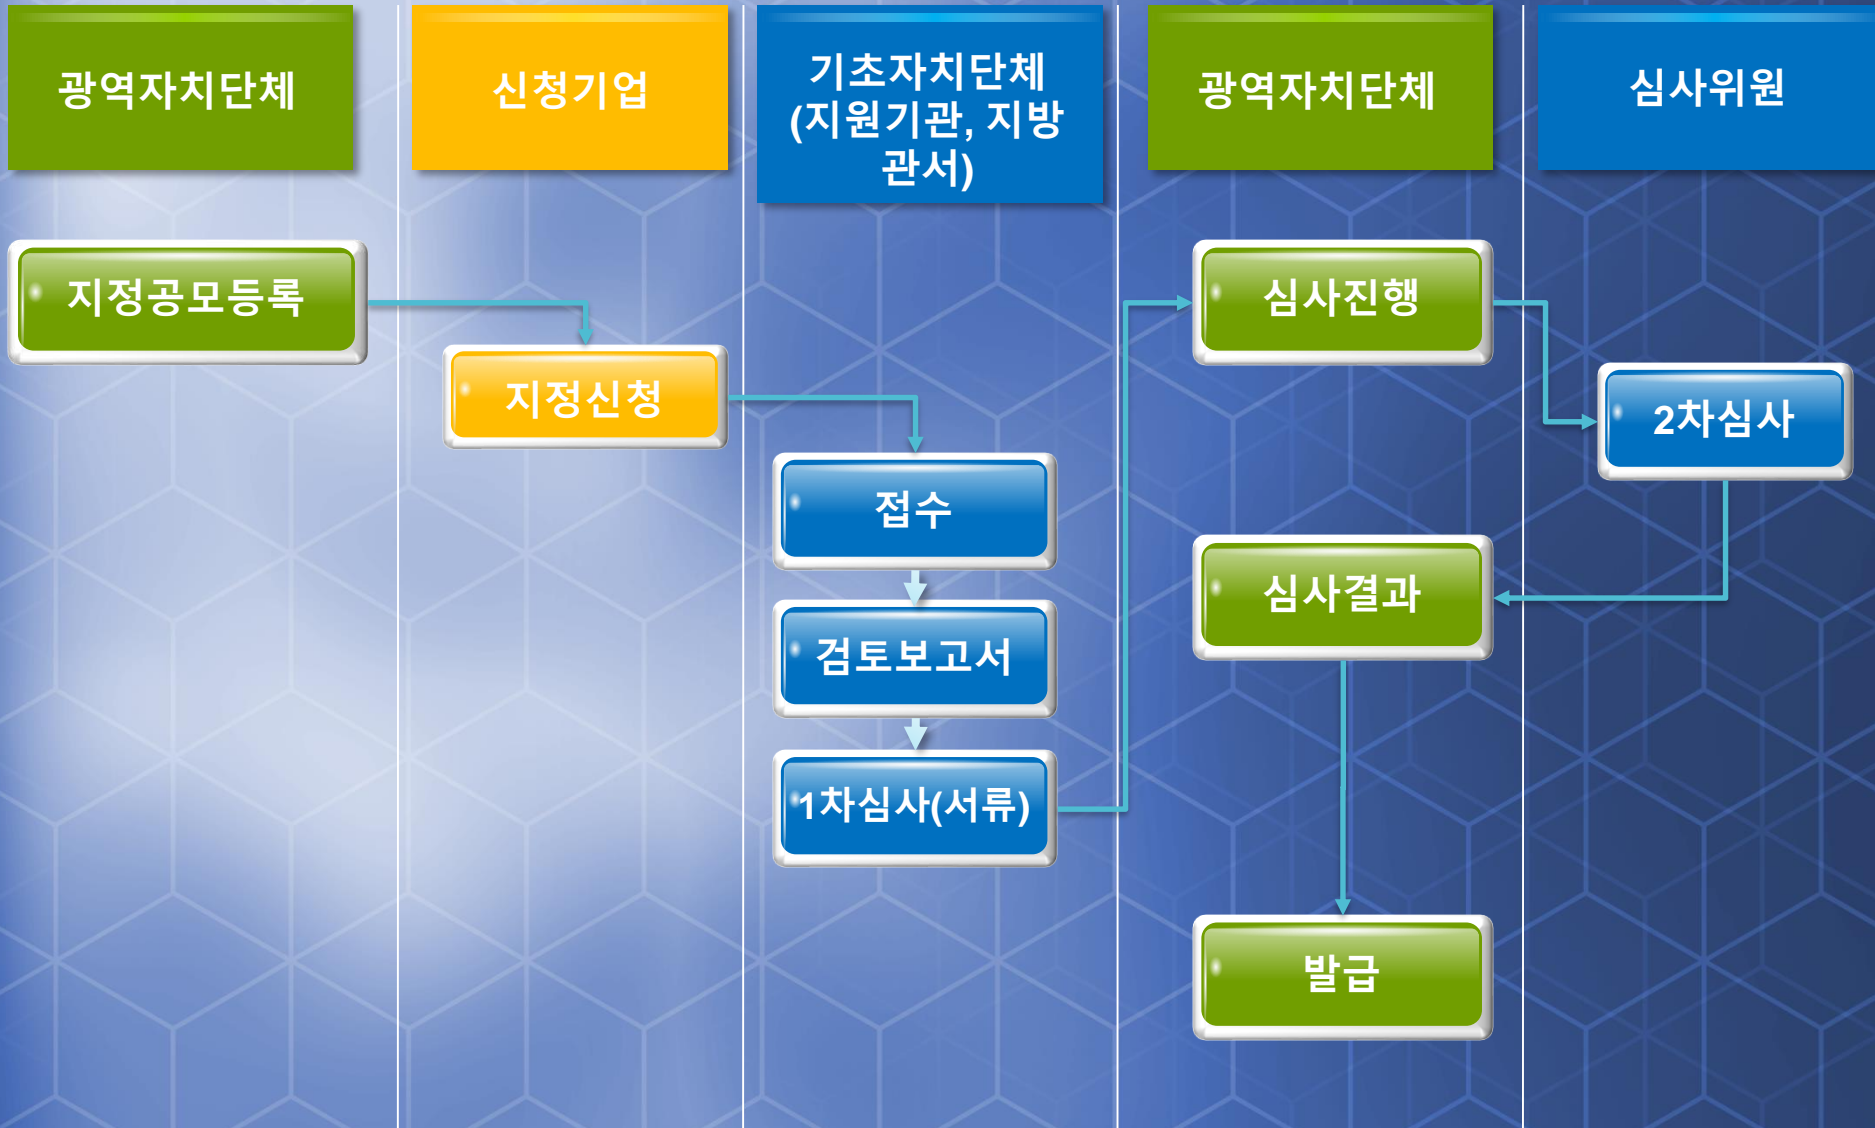 광역자치단체
신청기업
기초자치단체
(지원기관, 지방
관서)
광역자치단체
심사위원
지정공모등록
지정신청
접수
검토보고서
1차심사(서류)
심사진행
2차심사
심사결과
발급